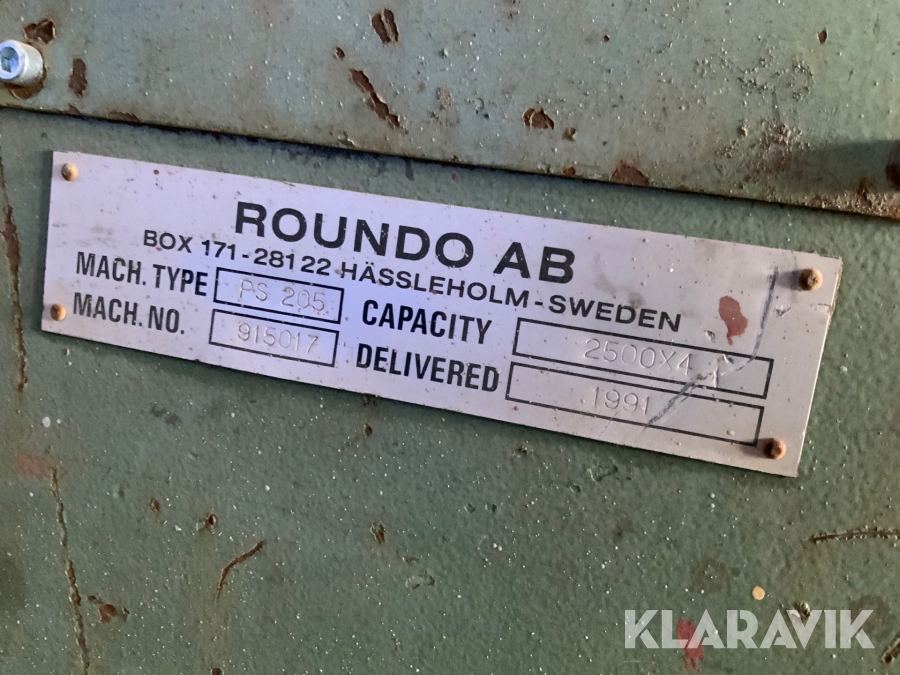 ROUNDO AB
BOX 171-281 22 HÄSSLEHOLM-SWEDEN
MACH. TYPE PS 205 CAPACITY 2500X4
MACH. NO. 915017 DELIVERED 1991
KLARAVIK